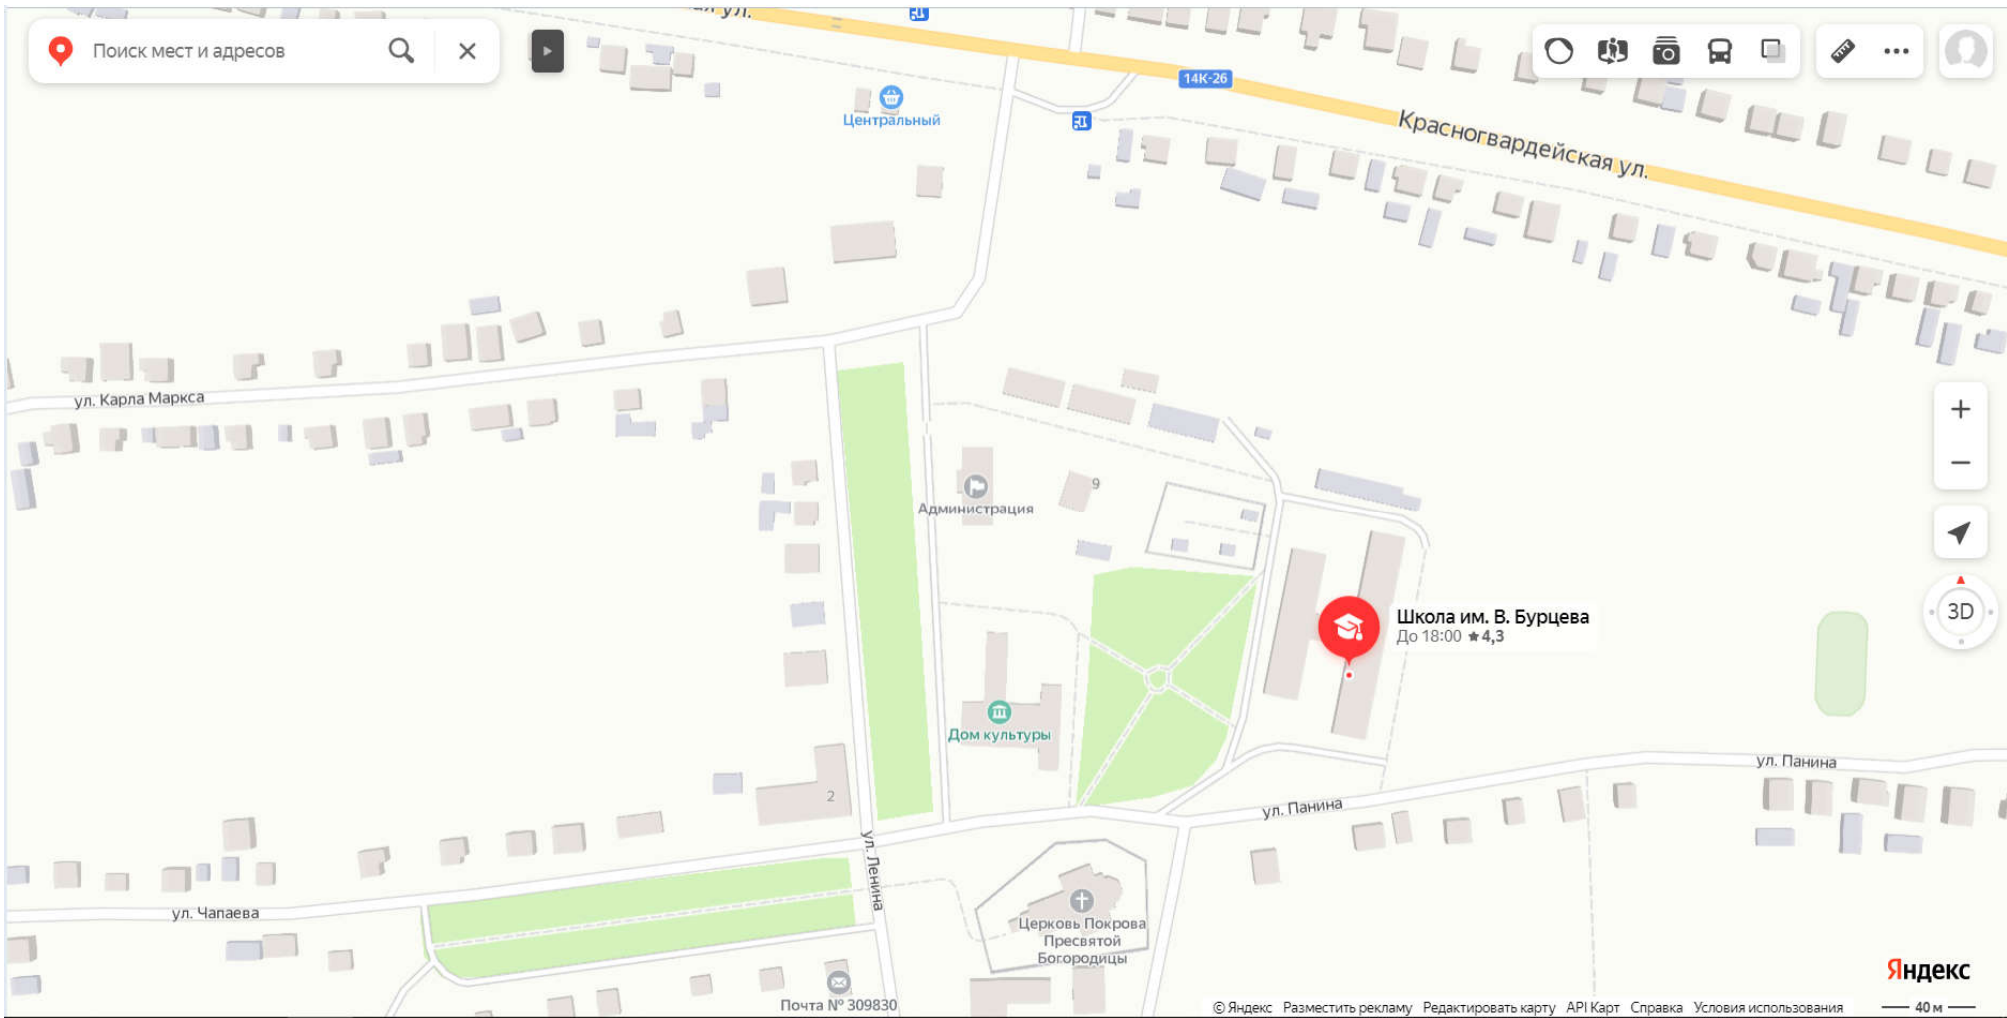 ая ул.
Поиск мест и адресов
14К-26
Центральный
Красногвардейская ул.
ул. Карла Маркса
9
Администрация
3D
Школа им. В. Бурцева
До 18:00 ★4,3
Дом культуры
ул. Панина
2
ул. Панина
ул. Ленина
ул. Чапаева
Церковь Покрова
Пресвятой
Богородицы
Яндекс
Почта № 309830
© Яндекс Разместить рекламу Редактировать карту API Карт Справка Условия использования
40 м